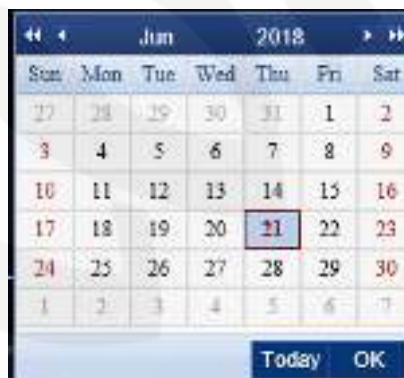 Jun 2018
Sun Mon Tue Wed Thu Fri Sat
27 28 29 30 31 1 2
3 4 5 6 7 8 9
10 11 12 13 14 15 16
17 18 19 20 21 22 23
24 25 26 27 28 29 30
1 2 3 4 5 6 7
Today OK